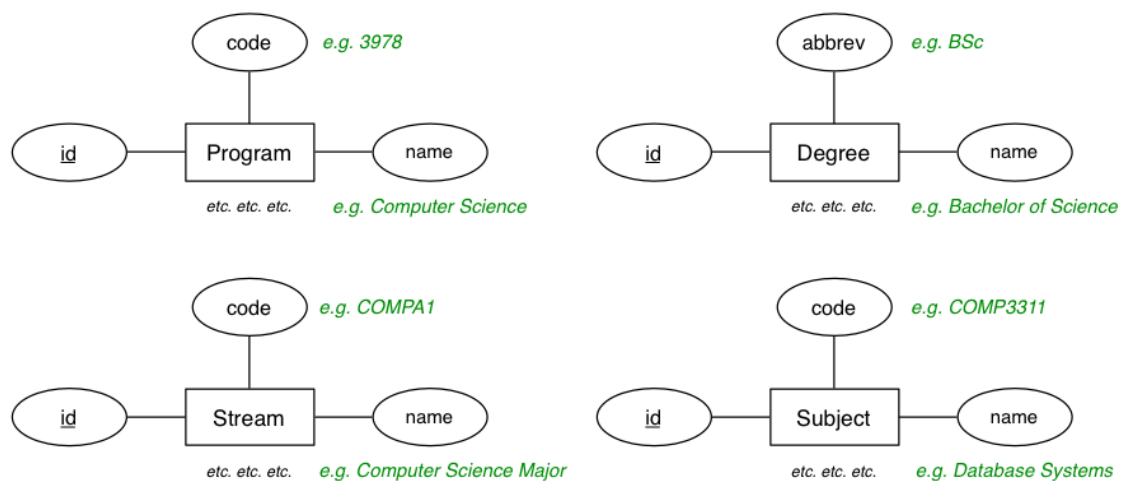 code e.g. 3978
id Program name
etc. etc. etc. e.g. Computer Science
abbrev e.g. BSc
id Degree name
etc. etc. etc. e.g. Bachelor of Science
code e.g. COMPA1
id Stream name
etc. etc. etc. e.g. Computer Science Major
code e.g. COMP3311
id Subject name
etc. etc. etc. e.g. Database Systems